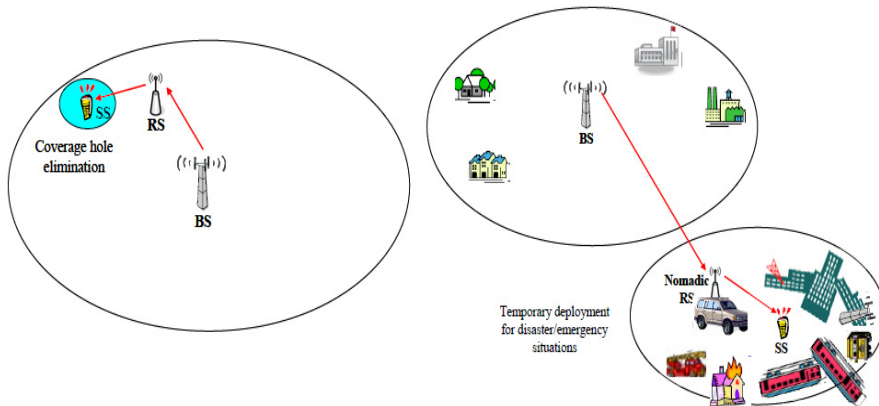 SS
RS
Coverage hole
elimination
BS
BS
Nomadic
RS
Temporary deployment
for disaster/emergency
situations
SS